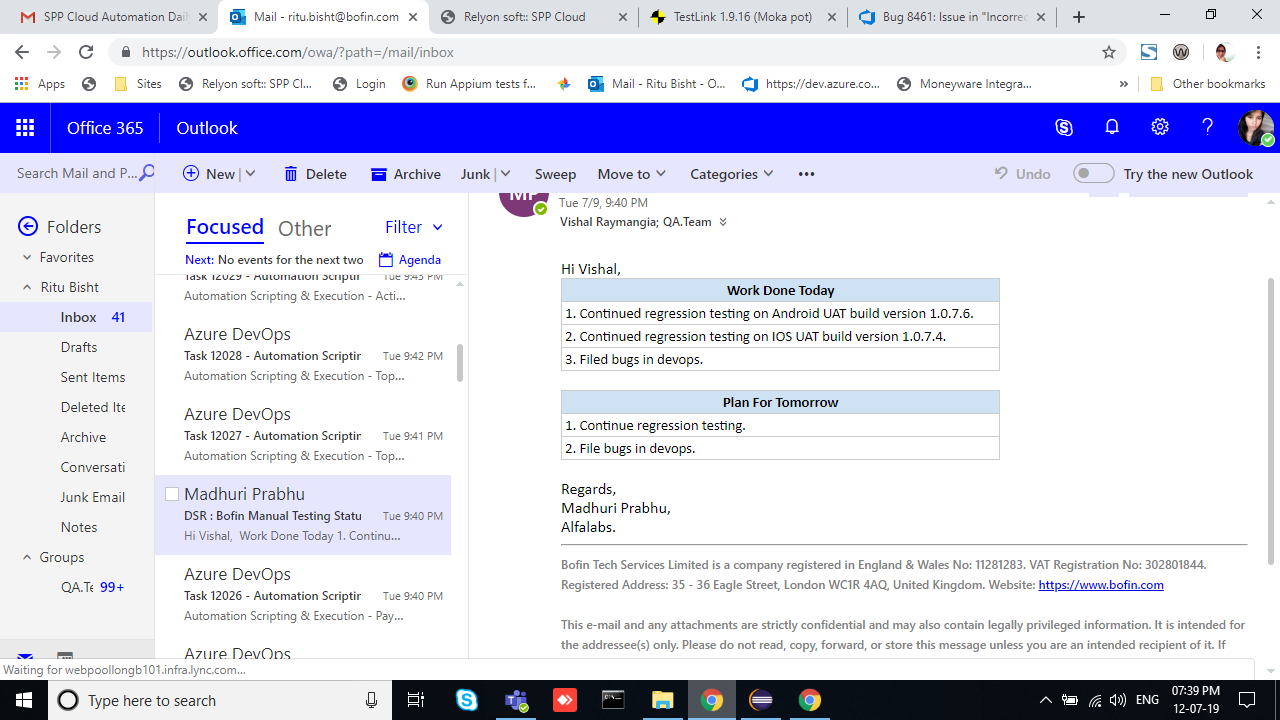 SPP Cloud Automation Dail
Mail - ritu.bisht@bofin.com
Relyon soft:: SPP Cloud
TestLink 1.9.16 (Moka pot)
Bug 8461: Issue in "Incorrec
https://outlook.office.com/owa/?path=/mail/inbox
Apps
Sites
Relyon soft:: SPP Cl...
Login
Run Appium tests f...
Mail - Ritu Bisht - O...
https://dev.azure.co...
Moneyware Integra...
»
Other bookmarks
Office 365
Outlook
Search Mail and P...
New
Delete
Archive
Junk
Sweep
Move to
Categories
•••
Undo
Try the new Outlook
Folders
Favorites
Ritu Bisht
Inbox 41
Drafts
Sent Items
Deleted Ite
Archive
Conversati
Junk Email
Notes
Groups
QA.Te 99+
Focused Other Filter
Next: No events for the next two Agenda
Task 12029 - Automation Scriptir Tue 9:43 PM
Automation Scripting & Execution - Acti...
Azure DevOps
Task 12028 - Automation Scriptir Tue 9:42 PM
Automation Scripting & Execution - Top...
Azure DevOps
Task 12027 - Automation Scriptir Tue 9:41 PM
Automation Scripting & Execution - Top...
Madhuri Prabhu
DSR : Bofin Manual Testing Statu Tue 9:40 PM
Hi Vishal, Work Done Today 1. Continu...
Azure DevOps
Task 12026 - Automation Scriptir Tue 9:40 PM
Automation Scripting & Execution - Pay...
Azure DevOps
MP
Tue 7/9, 9:40 PM
Vishal Raymangia; QA.Team
Hi Vishal,
Work Done Today
1. Continued regression testing on Android UAT build version 1.0.7.6.
2. Continued regression testing on IOS UAT build version 1.0.7.4.
3. Filed bugs in devops.
Plan For Tomorrow
1. Continue regression testing.
2. File bugs in devops.
Regards,
Madhuri Prabhu,
Alfalabs.
Bofin Tech Services Limited is a company registered in England & Wales No: 11281283. VAT Registration No: 302801844.
Registered Address: 35 - 36 Eagle Street, London WC1R 4AQ, United Kingdom. Website: https://www.bofin.com
This e-mail and any attachments are strictly confidential and may also contain legally privileged information. It is intended for
the addressee(s) only. Please do not read, copy, forward, or store this message unless you are an intended recipient of it. If
Waiting for webpoollongb101.infra.lync.com...
Type here to search
ENG
07:39 PM
12-07-19